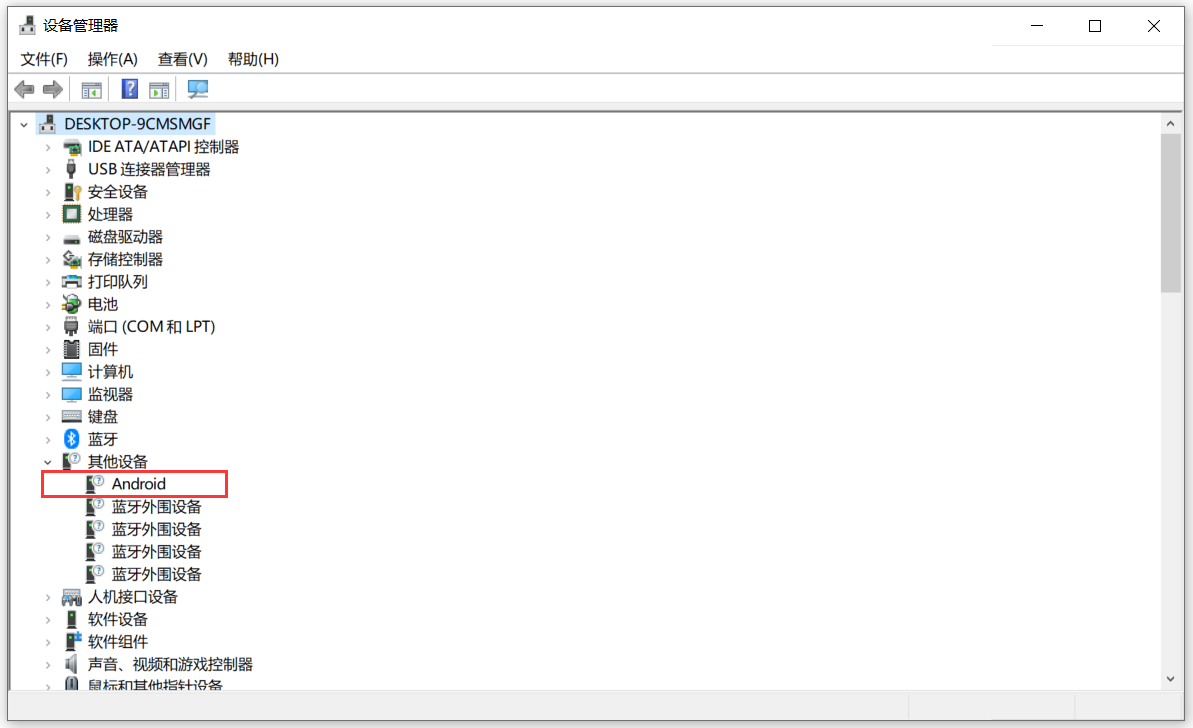 设备管理器
文件(F) 操作(A) 查看(V) 帮助(H)
DESKTOP-9CMSMGF
IDE ATA/ATAPI 控制器
USB 连接器管理器
安全设备
处理器
磁盘驱动器
存储控制器
打印队列
电池
端口 (COM 和 LPT)
固件
计算机
监视器
键盘
蓝牙
其他设备
Android
蓝牙外围设备
蓝牙外围设备
蓝牙外围设备
蓝牙外围设备
人机接口设备
软件设备
软件组件
声音、视频和游戏控制器
鼠标和其他指针设备